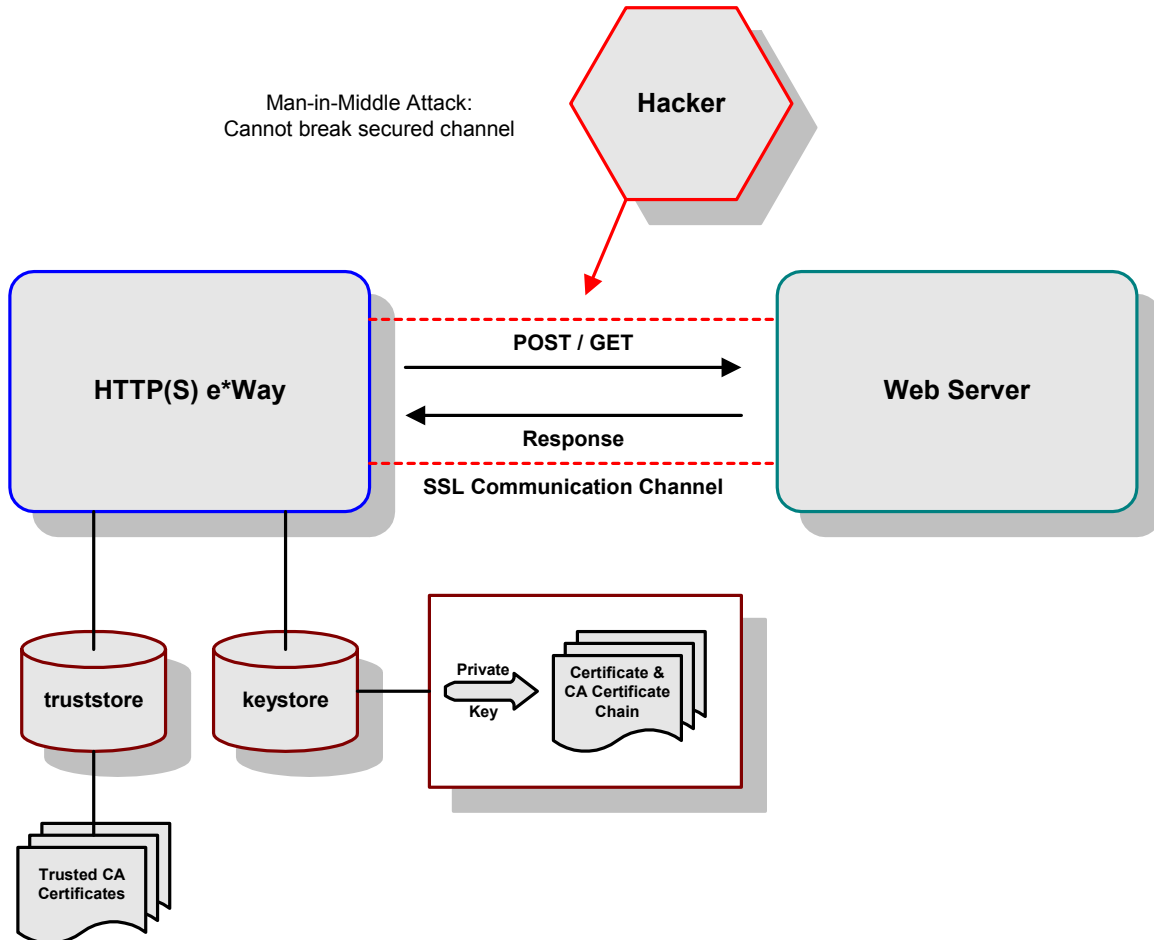 Man-in-Middle Attack:
Cannot break secured channel
Hacker
HTTP(S) e*Way
POST / GET
Response
SSL Communication Channel
Web Server
truststore
keystore
Private
Key
Certificate &
CA Certificate
Chain
Trusted CA
Certificates